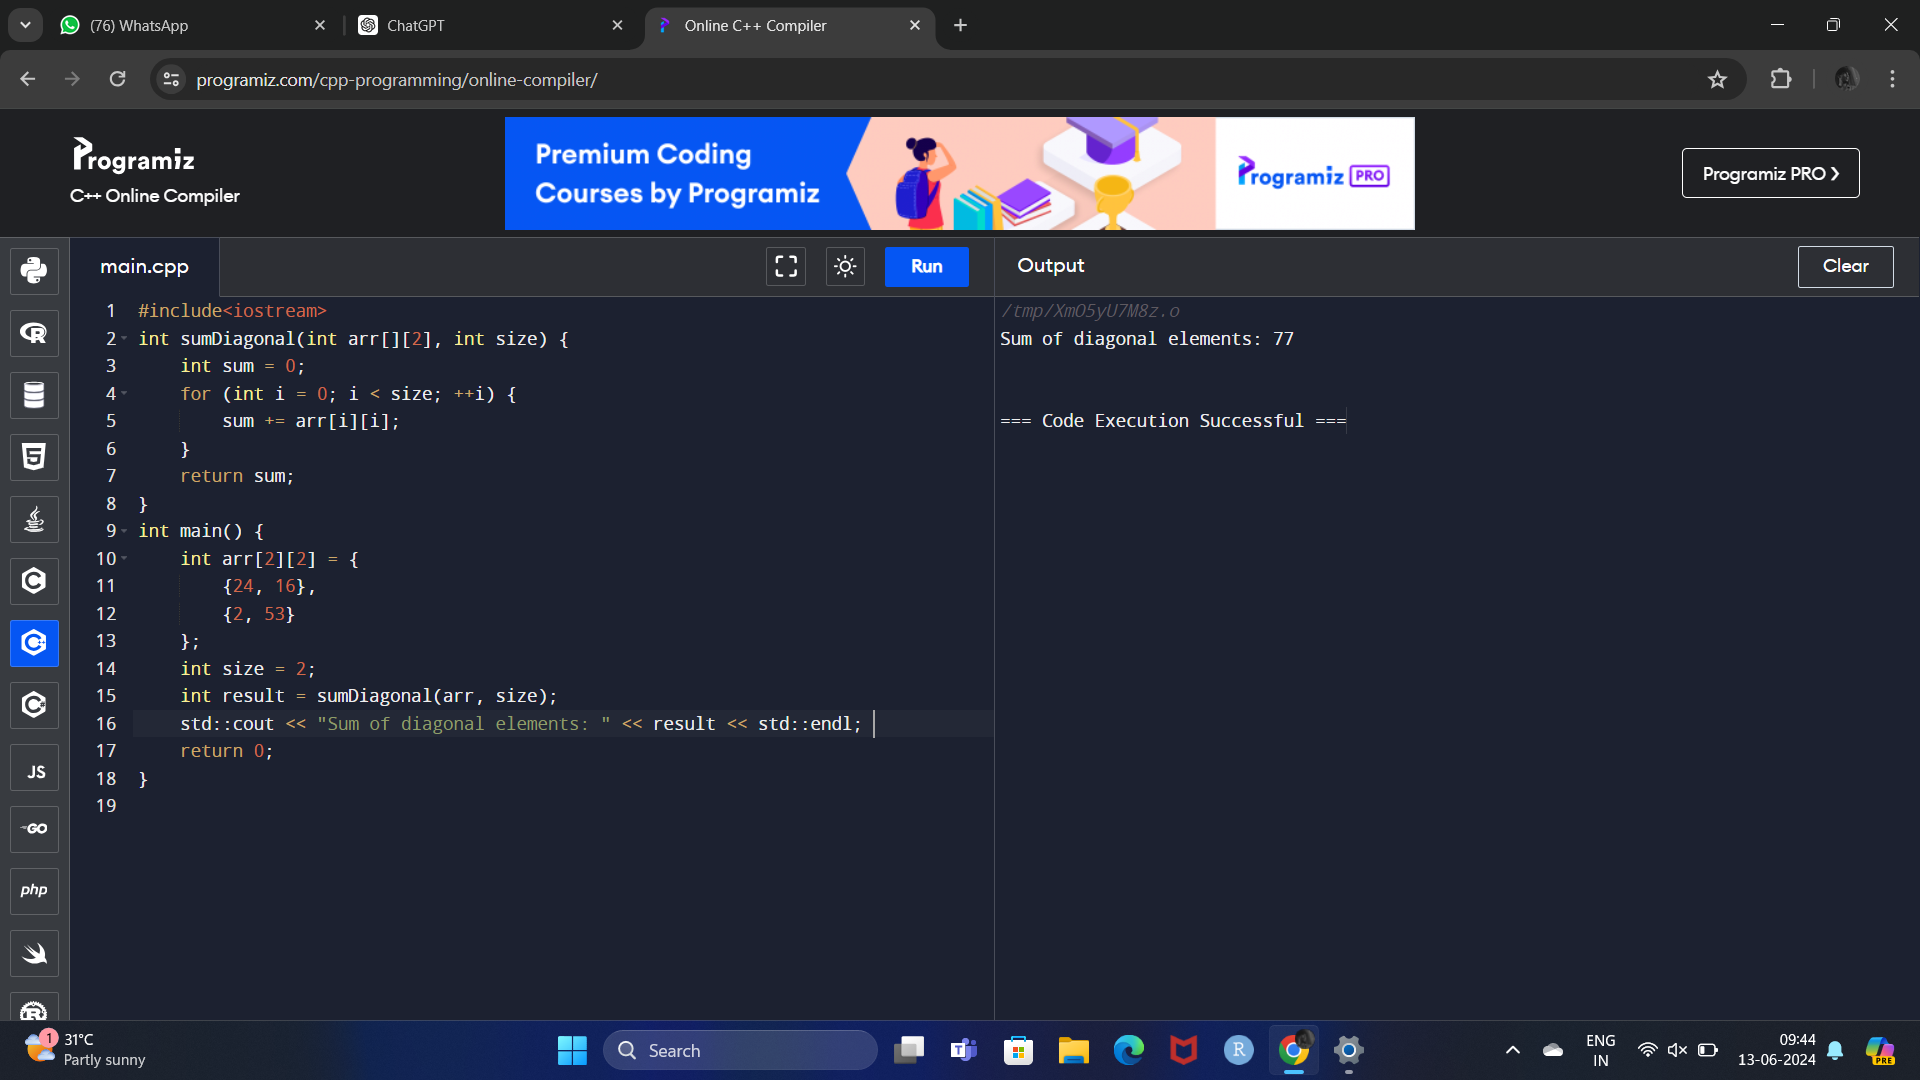 (76) WhatsApp
ChatGPT
Online C++ Compiler
programiz.com/cpp-programming/online-compiler/
Programiz
C++ Online Compiler
Premium Coding
Courses by Programiz
Programiz PRO
Programiz PRO ❯
main.cpp
Run
Output
Clear
1 #include<iostream>
2 int sumDiagonal(int arr[][2], int size) {
3 int sum = 0;
4 for (int i = 0; i < size; ++i) {
5 sum += arr[i][i];
6 }
7 return sum;
8 }
9 int main() {
10 int arr[2][2] = {
11 {24, 16},
12 {2, 53}
13 };
14 int size = 2;
15 int result = sumDiagonal(arr, size);
16 std::cout << "Sum of diagonal elements: " << result << std::endl;
17 return 0;
18 }
19
/tmp/XmO5yU7M8z.o
Sum of diagonal elements: 77
=== Code Execution Successful ===
JS
GO
php
1
31°C
Partly sunny
Search
R
ENG
IN
09:44
13-06-2024
PRE